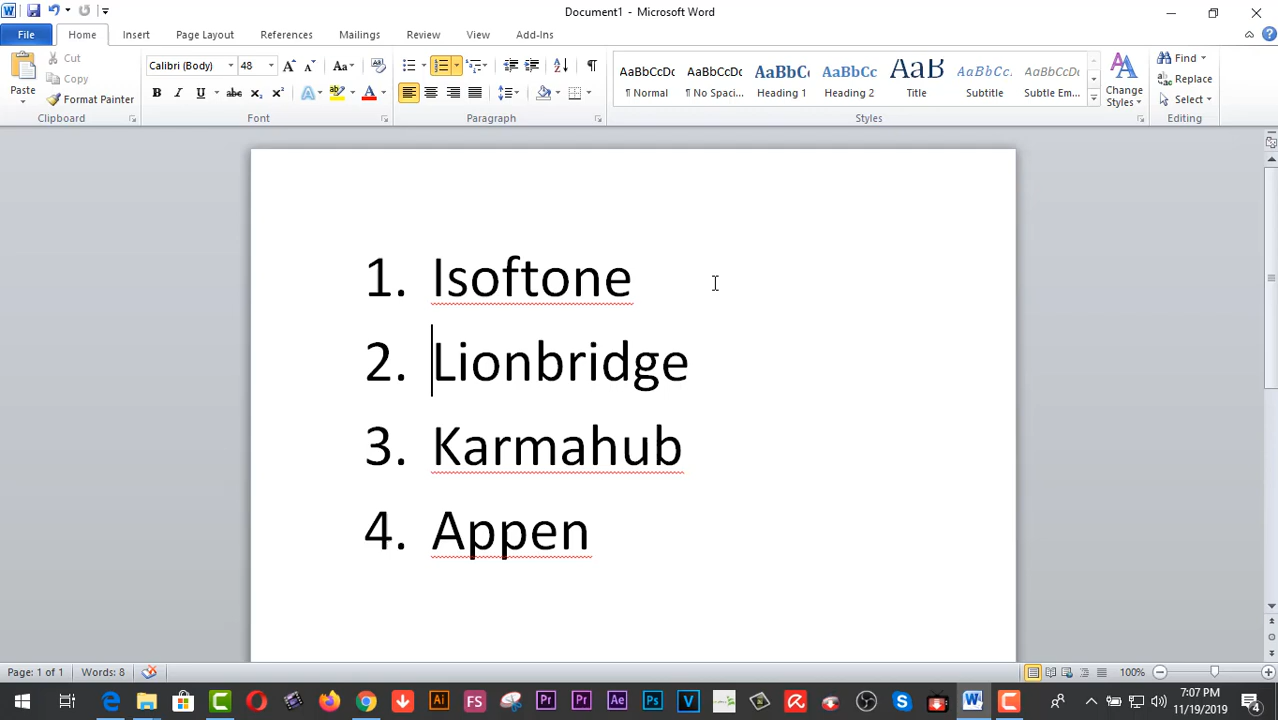 Document1 - Microsoft Word
File Home Insert Page Layout References Mailings Review View Add-Ins
Cut
Copy
Format Painter
Paste
Clipboard
Calibri (Body) 48
Font
Paragraph
AaBbCcDc AaBbCcDc AaBbC AaBbCc AaB AaBbCcL AaBbCcDc
¶ Normal ¶ No Spaci... Heading 1 Heading 2 Title Subtitle Subtle Em...
Styles
Change
Styles
Find
Replace
Select
Editing
1. Isoftone
2. Lionbridge
3. Karmahub
4. Appen
Page: 1 of 1 Words: 8 100%
7:07 PM
11/19/2019